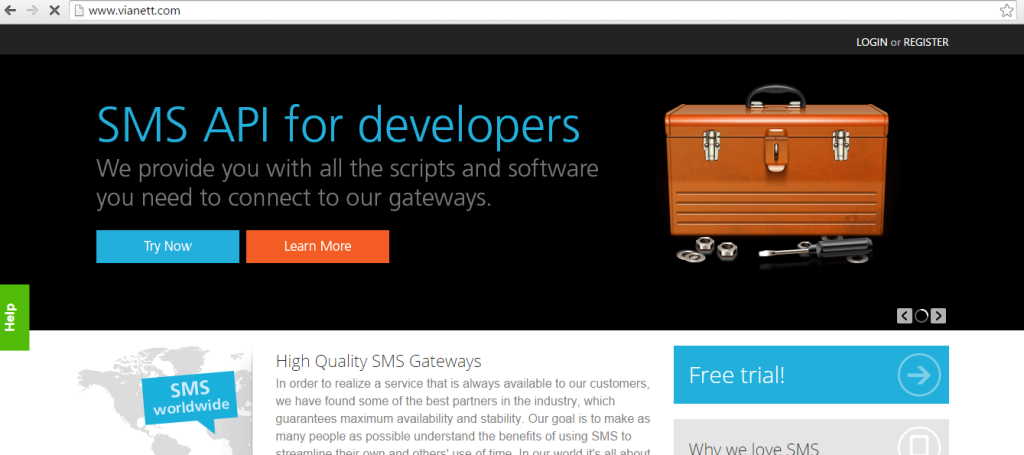 www.vianett.com
LOGIN or REGISTER
SMS API for developers
We provide you with all the scripts and software
you need to connect to our gateways.
Try Now
Learn More
Help
SMS
worldwide
High Quality SMS Gateways
In order to realize a service that is always available to our customers,
we have found some of the best partners in the industry, which
guarantees maximum availability and stability. Our goal is to make as
many people as possible understand the benefits of using SMS to
streamline their own and others' use of time. In our world it's all about
Free trial!
Why we love SMS